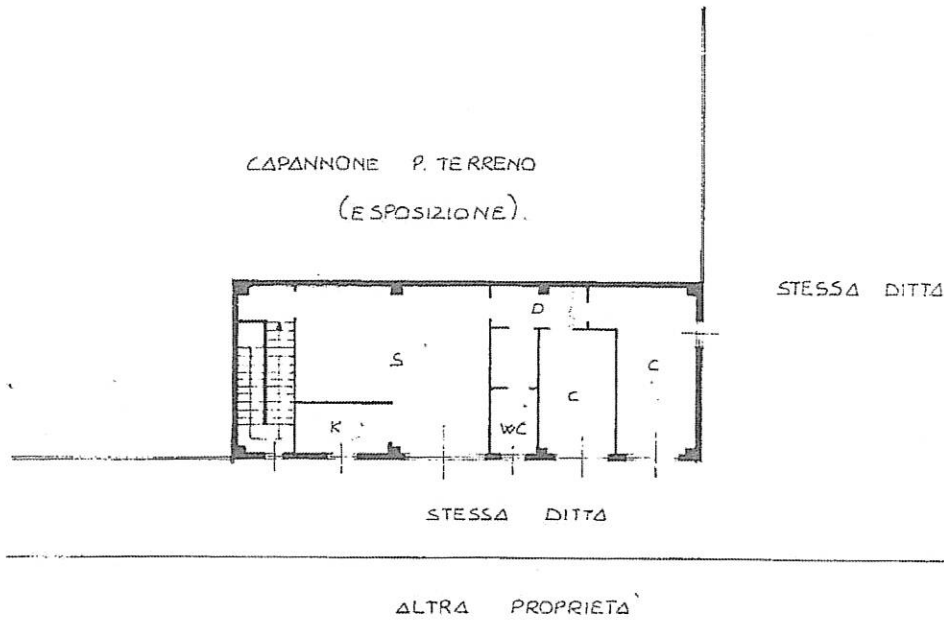 CAPANNONE P. TERRENO
(ESPOSIZIONE).
STESSA DITTA
D
S
C
C
K
WC
STESSA DITTA
ALTRA PROPRIETA'